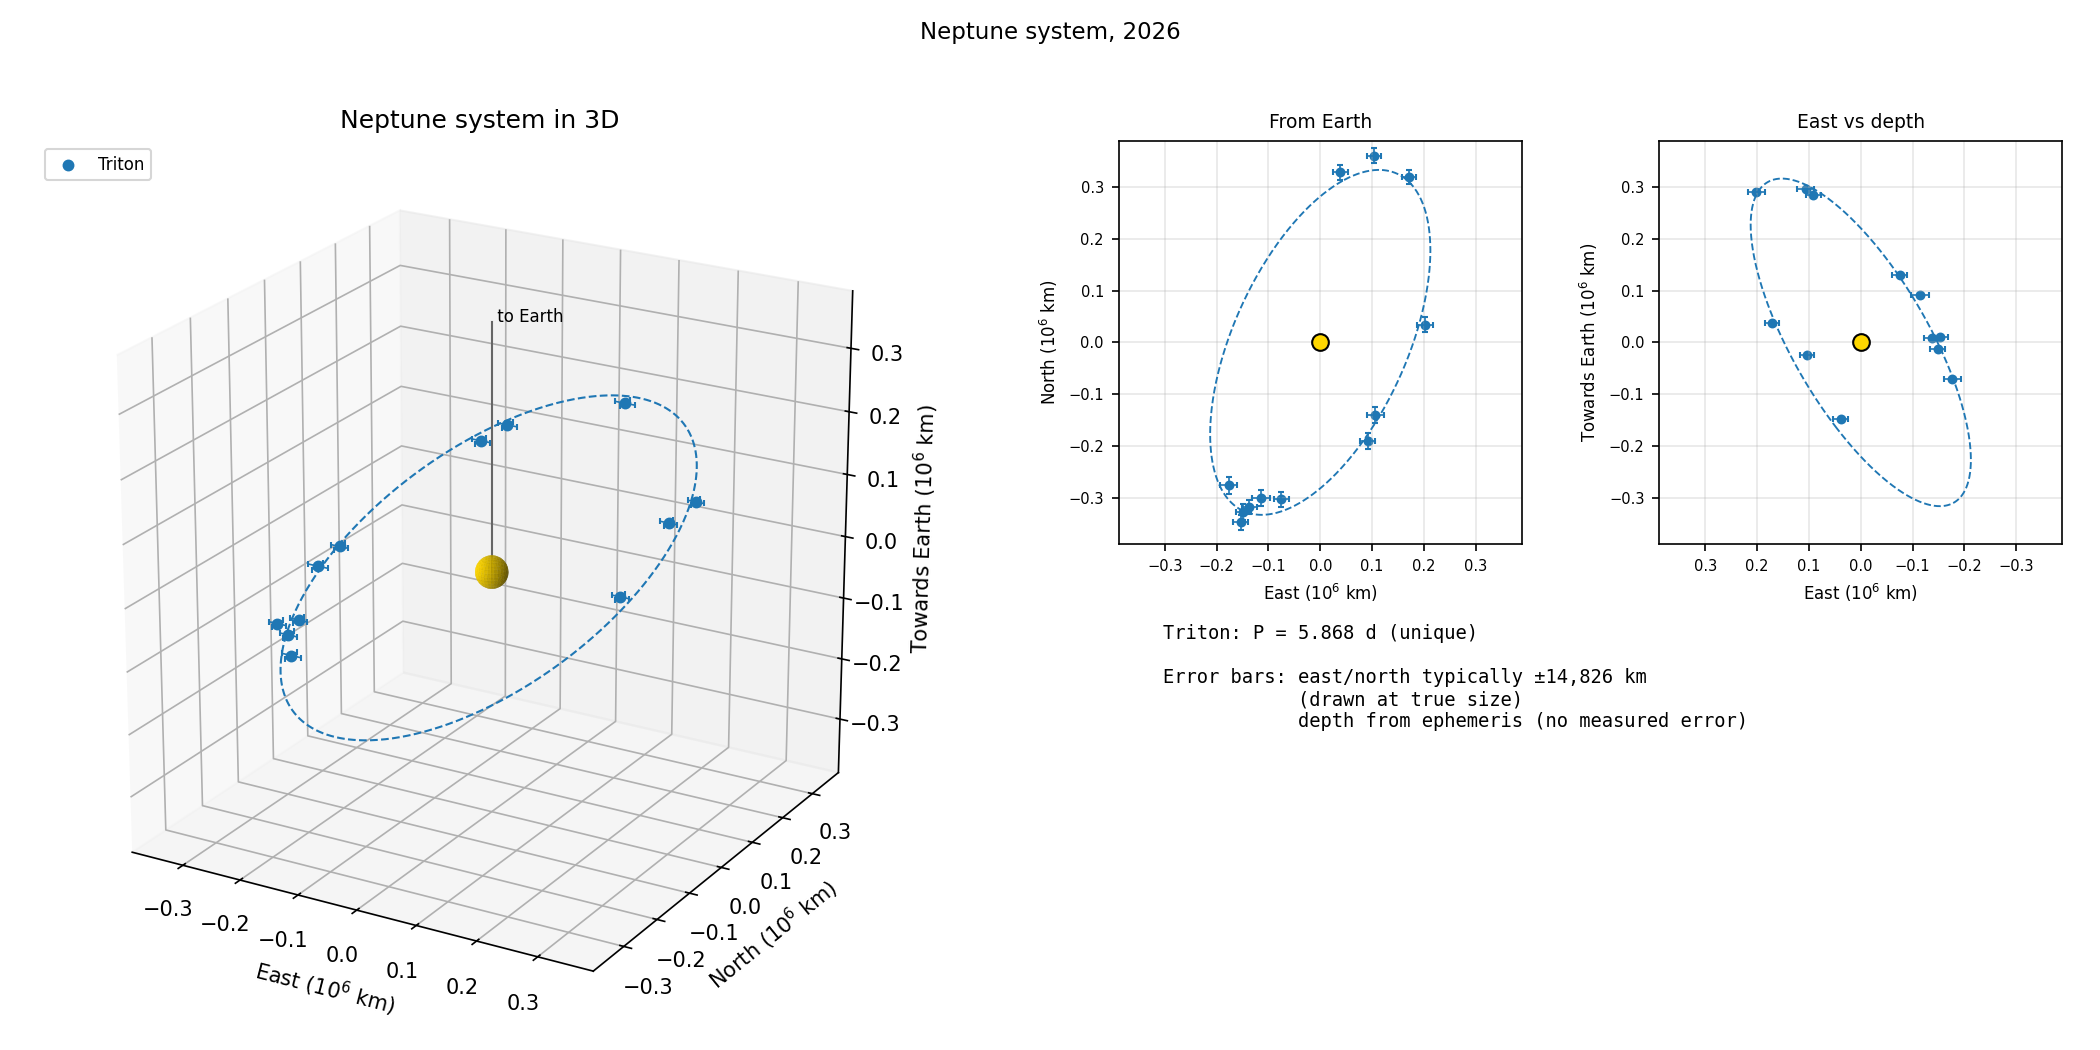 Neptune system, 2026
Neptune system in 3D
Triton
to Earth
0.3
0.2
0.1
0.0
−0.1
−0.2
−0.3
Towards Earth (10⁶ km)
−0.3
−0.2
−0.1
0.0
0.1
0.2
0.3
East (10⁶ km)
0.3
0.2
0.1
0.0
−0.1
−0.2
−0.3
North (10⁶ km)
From Earth
0.3
0.2
0.1
0.0
−0.1
−0.2
−0.3
North (10⁶ km)
−0.3 −0.2 −0.1 0.0 0.1 0.2 0.3
East (10⁶ km)
East vs depth
0.3
0.2
0.1
0.0
−0.1
−0.2
−0.3
Towards Earth (10⁶ km)
0.3 0.2 0.1 0.0 −0.1 −0.2 −0.3
East (10⁶ km)
Triton: P = 5.868 d (unique)
Error bars: east/north typically ±14,826 km
(drawn at true size)
depth from ephemeris (no measured error)